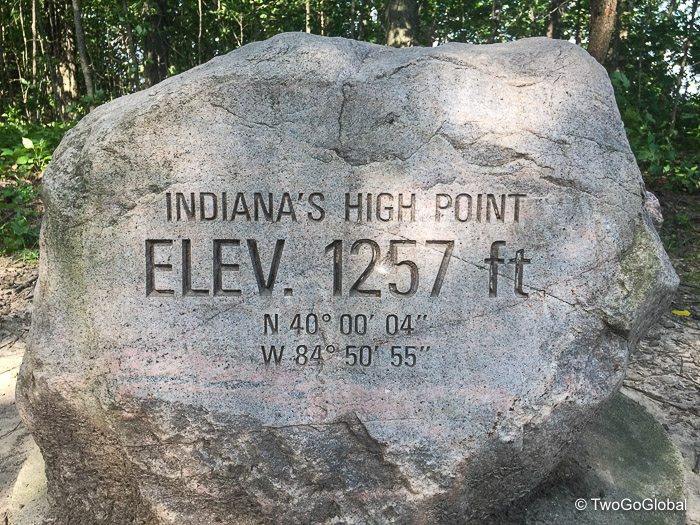 INDIANA'S HIGH POINT
ELEV. 1257 ft
N 40° 00' 04"
W 84° 50' 55"
© TwoGoGlobal